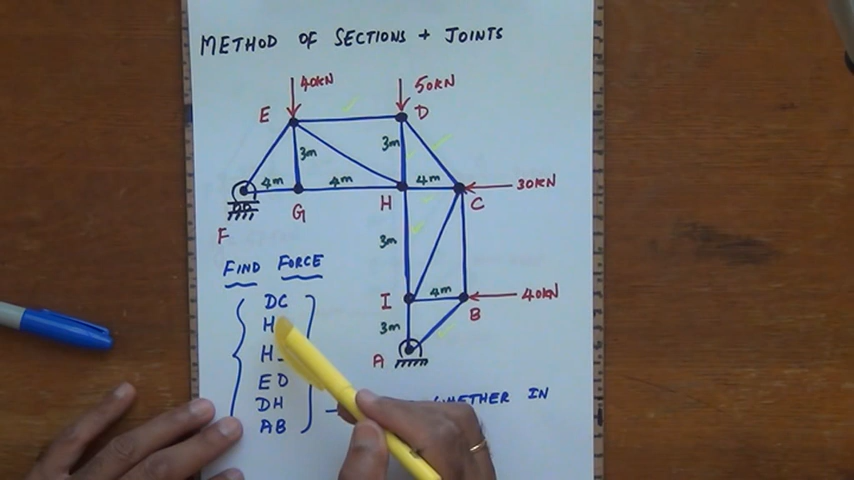 METHOD OF SECTIONS + JOINTS
40KN
50KN
E
D
3m
3m
4m
4m
4m
30KN
F
G
H
C
3m
FIND FORCE
I
4m
40KN
B
DC
3m
A
H
H
ED
WHETHER IN
DH
AB